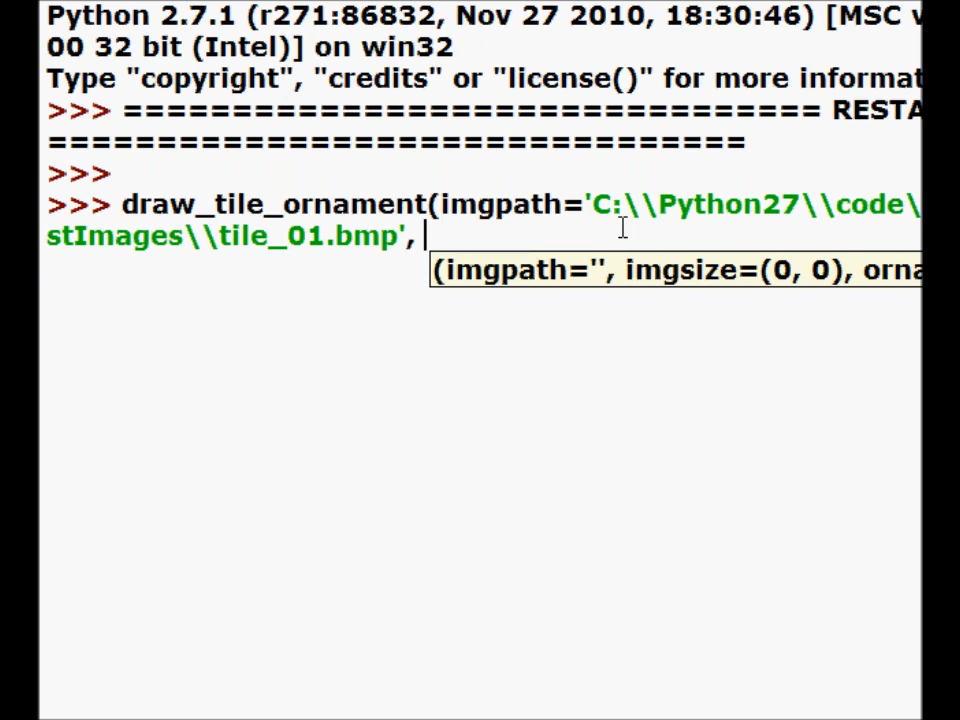 Python 2.7.1 (r271:86832, Nov 27 2010, 18:30:46) [MSC v
00 32 bit (Intel)] on win32
Type "copyright", "credits" or "license()" for more informat
>>> ================================ RESTA
================================
>>>
>>> draw_tile_ornament(imgpath='C:\\Python27\\code\
stImages\\tile_01.bmp',
(imgpath='', imgsize=(0, 0), orna